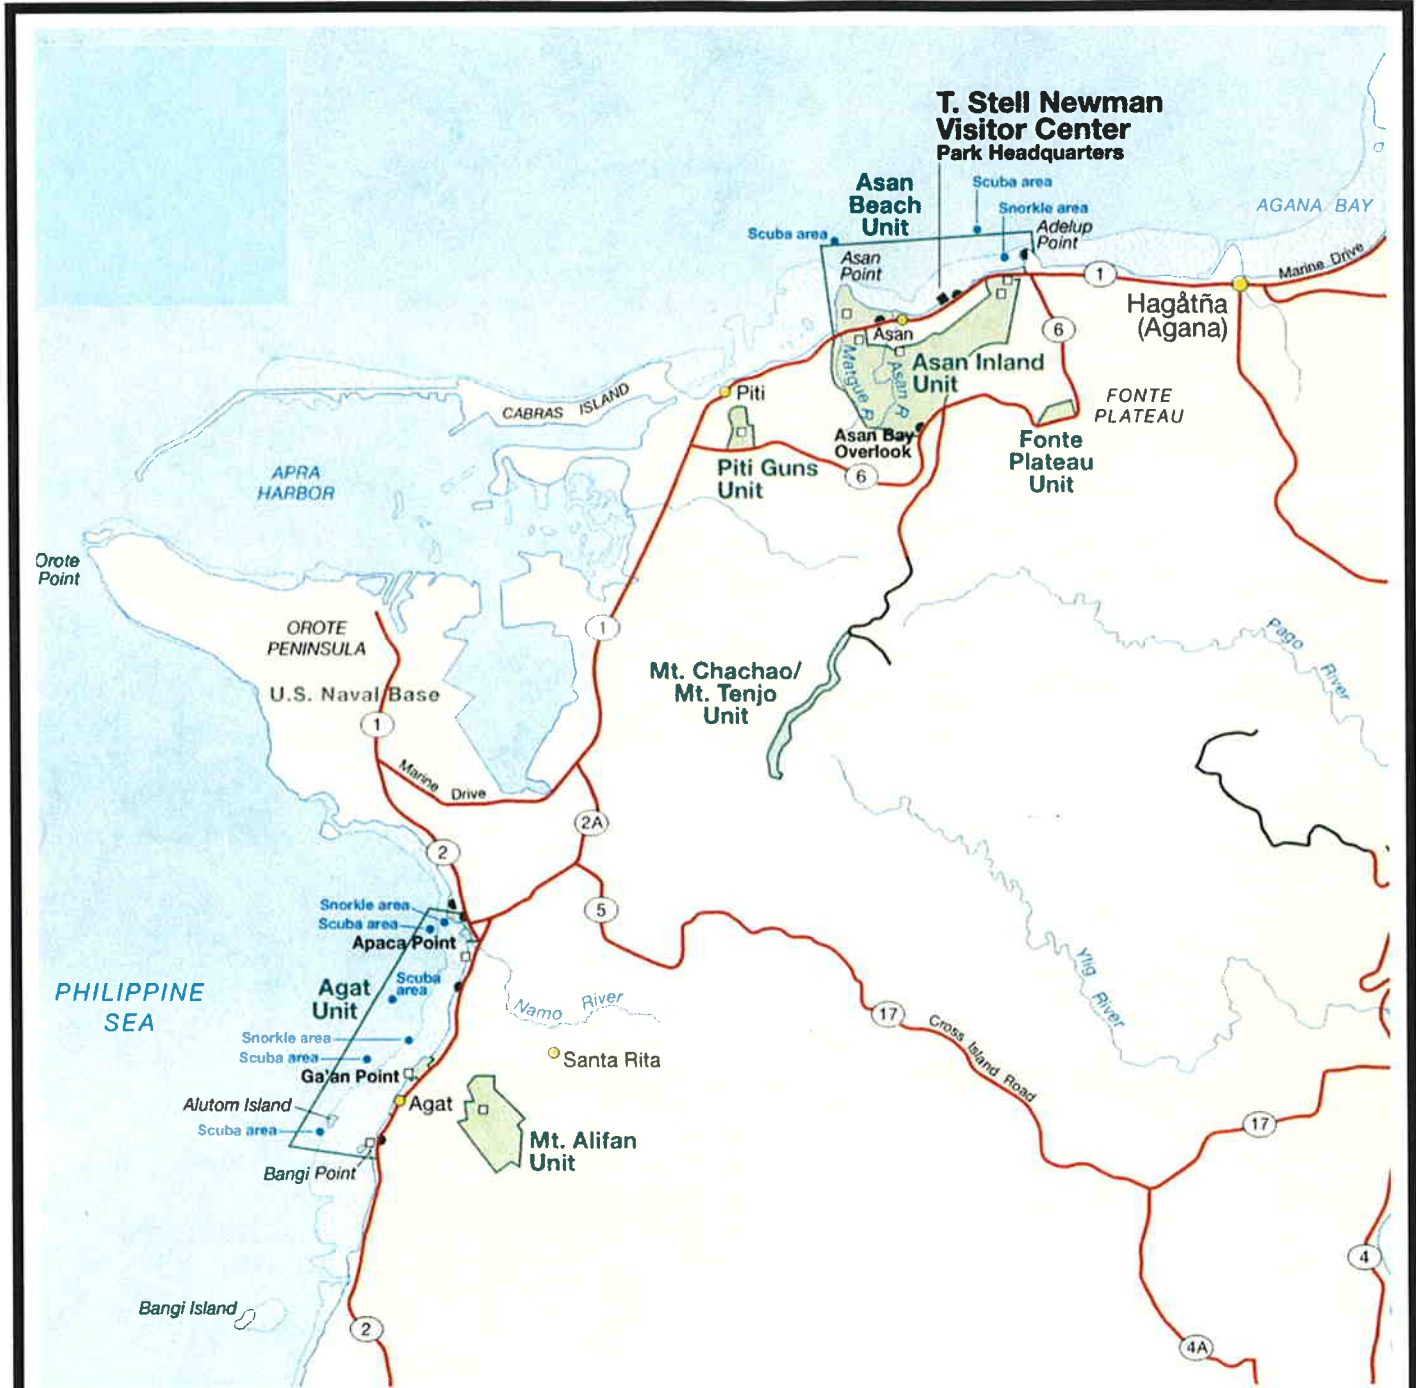 T. Stell Newman
Visitor Center
Park Headquarters
Asan
Beach
Unit
Scuba area
Snorkle area
AGANA BAY
Scuba area
Adelup
Point
Asan
Point
Marine Drive
1
Hagåtña
(Agana)
6
Asan
Asan Inland
Unit
Matgue R
Asan R
Piti
FONTE
PLATEAU
CABRAS ISLAND
Asan Bay
Overlook
Fonte
Plateau
Unit
Piti Guns
Unit
6
APRA
HARBOR
Orote
Point
OROTE
PENINSULA
1
Pago River
Mt. Chachao/
Mt. Tenjo
Unit
U.S. Naval Base
1
Marine Drive
2A
2
5
Snorkle area
Scuba area
Apaca Point
Agat
Unit
Scuba
area
PHILIPPINE
SEA
Namo River
Ylig River
17
Cross Island Road
Snorkle area
Scuba area
Ga'an Point
Santa Rita
Alutom Island
Agat
Scuba area
17
Mt. Alifan
Unit
Bangi Point
4
Bangi Island
2
4A